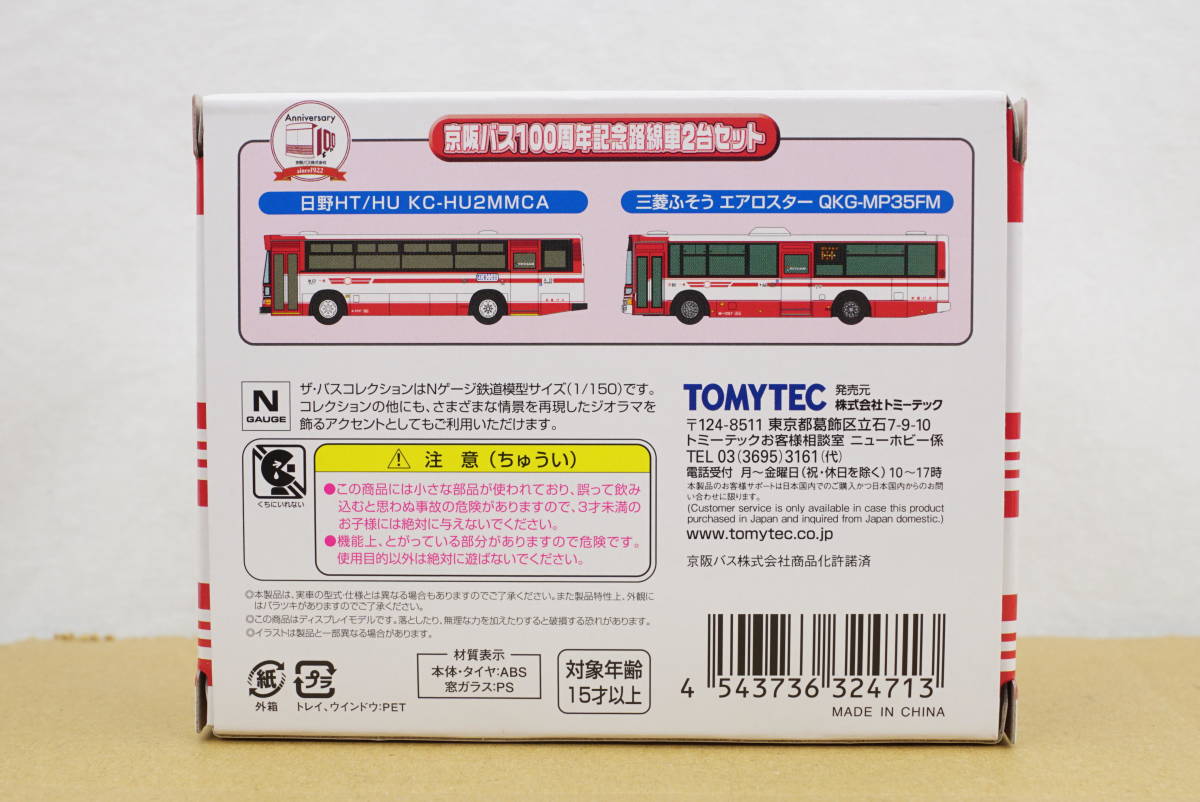 Anniversary
100
京阪バス株式会社
since1922
京阪バス100周年記念路線車2台セット
日野HT/HU KC-HU2MMCA
三菱ふそう エアロスター QKG-MP35FM
N
GAUGE
ザ・バスコレクションはNゲージ鉄道模型サイズ(1/150)です。
コレクションの他にも、さまざまな情景を再現したジオラマを
飾るアクセントとしてもご利用いただけます。
くちにいれない
⚠ 注 意 (ちゅうい)
●この商品には小さな部品が使われており、誤って飲み
込むと思わぬ事故の危険がありますので、3才未満の
お子様には絶対に与えないでください。
●機能上、とがっている部分がありますので危険です。
使用目的以外は絶対に遊ばないでください。
◎本製品は、実車の型式・仕様とは異なる場合もありますのでご了承ください。また製品特性上、外観に
はバラツキがありますのでご了承ください。
◎この商品はディスプレイモデルです。落としたり、無理な力を加えたりすると破損する恐れがあります。
◎イラストは製品と一部異なる場合があります。
紙
外箱
プラ
トレイ、ウインドウ:PET
材質表示
本体・タイヤ:ABS
窓ガラス:PS
対象年齢
15才以上
TOMYTEC 発売元
株式会社トミーテック
〒124-8511 東京都葛飾区立石7-9-10
トミーテックお客様相談室 ニューホビー係
TEL 03(3695)3161(代)
電話受付 月〜金曜日(祝・休日を除く)10〜17時
本製品のお客様サポートは日本国内でのご購入かつ日本国内からのお問
い合わせに限ります。
(Customer service is only available in case this product
purchased in Japan and inquired from Japan domestic.)
www.tomytec.co.jp
京阪バス株式会社商品化許諾済
4 543736 324713
MADE IN CHINA